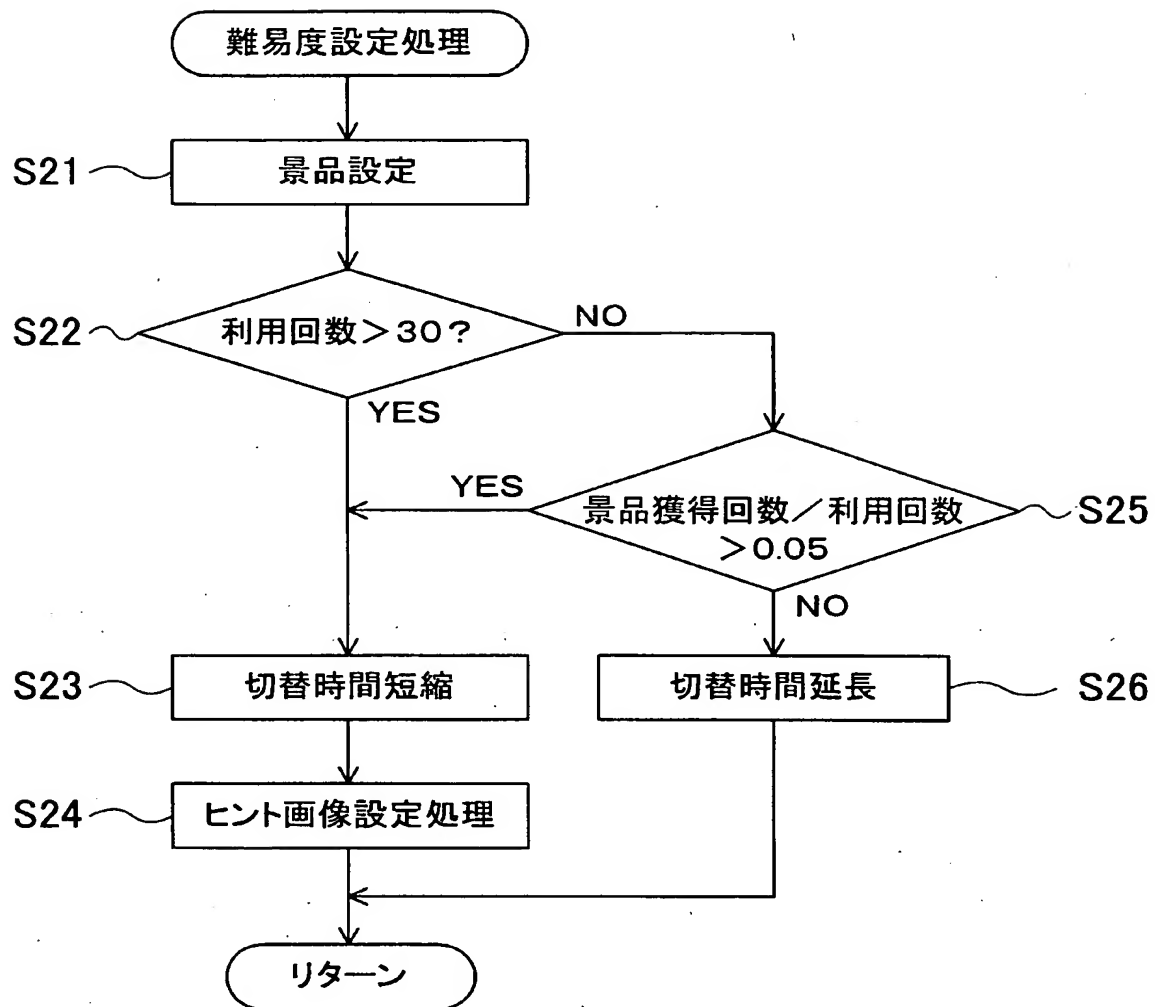 難易度設定処理
S21
景品設定
S22
利用回数>30?
NO
YES
YES
景品獲得回数/利用回数
>0.05
S25
NO
S23
切替時間短縮
切替時間延長
S26
S24
ヒント画像設定処理
リターン